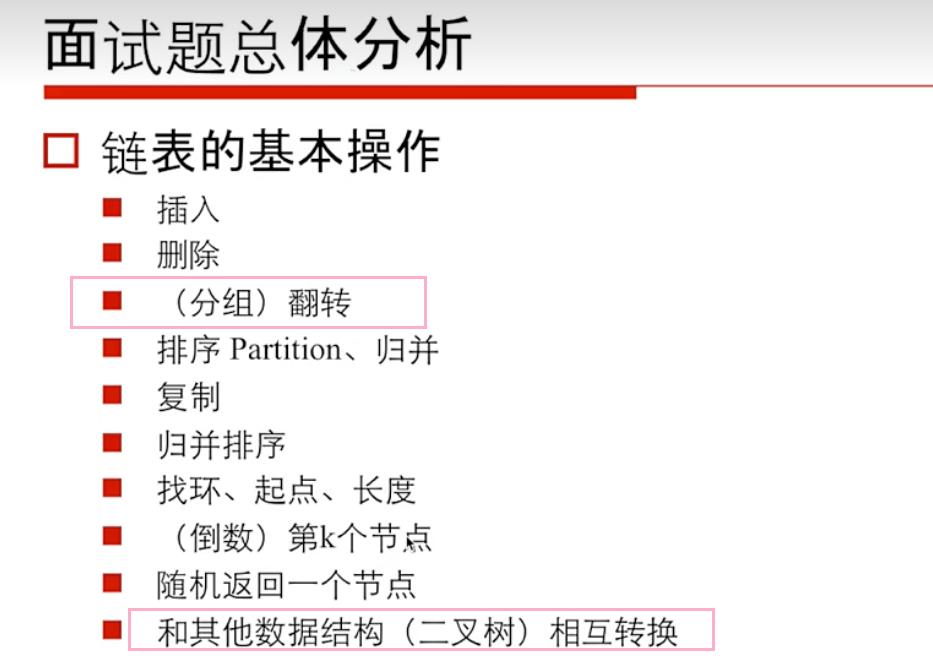 面试题总体分析
链表的基本操作
插入
删除
（分组）翻转
排序 Partition、归并
复制
归并排序
找环、起点、长度
（倒数）第k个节点
随机返回一个节点
和其他数据结构（二叉树）相互转换